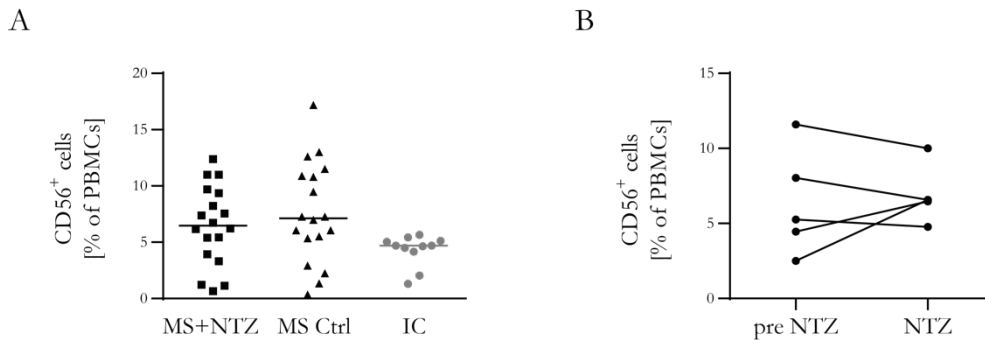 A
B
CD56⁺ cells
[% of PBMCs]
20
15
10
5
0
MS+NTZ
MS Ctrl
IC
CD56⁺ cells
[% of PBMCs]
15
10
5
0
pre NTZ
NTZ